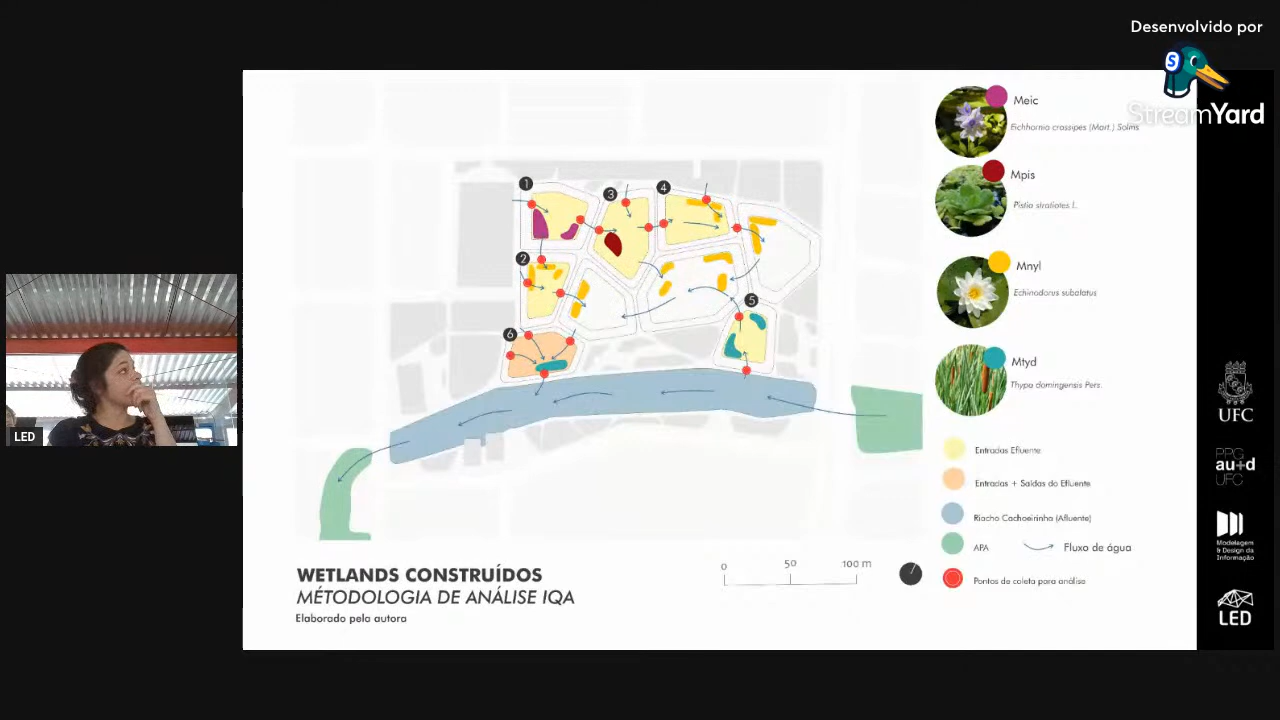 Desenvolvido por
StreamYard
S
Meic
Eichhornia crassipes (Mart.) Solms
Mpis
Pistia stratiotes l.
Mnyl
Echinodorus subalatus
Mtyd
Thypa domingensis Pers.
1
3
4
2
5
6
LED
Entradas Efluente
Entradas + Saídas do Efluente
Riacho Cachoeirinha (Afluente)
APA
Fluxo de água
Pontos de coleta para análise
0 50 100 m
WETLANDS CONSTRUÍDOS
MÉTODOLOGIA DE ANÁLISE IQA
Elaborado pela autora
UFC
PPG
au+d
UFC
Modelagem
& Design da
Informação
LED